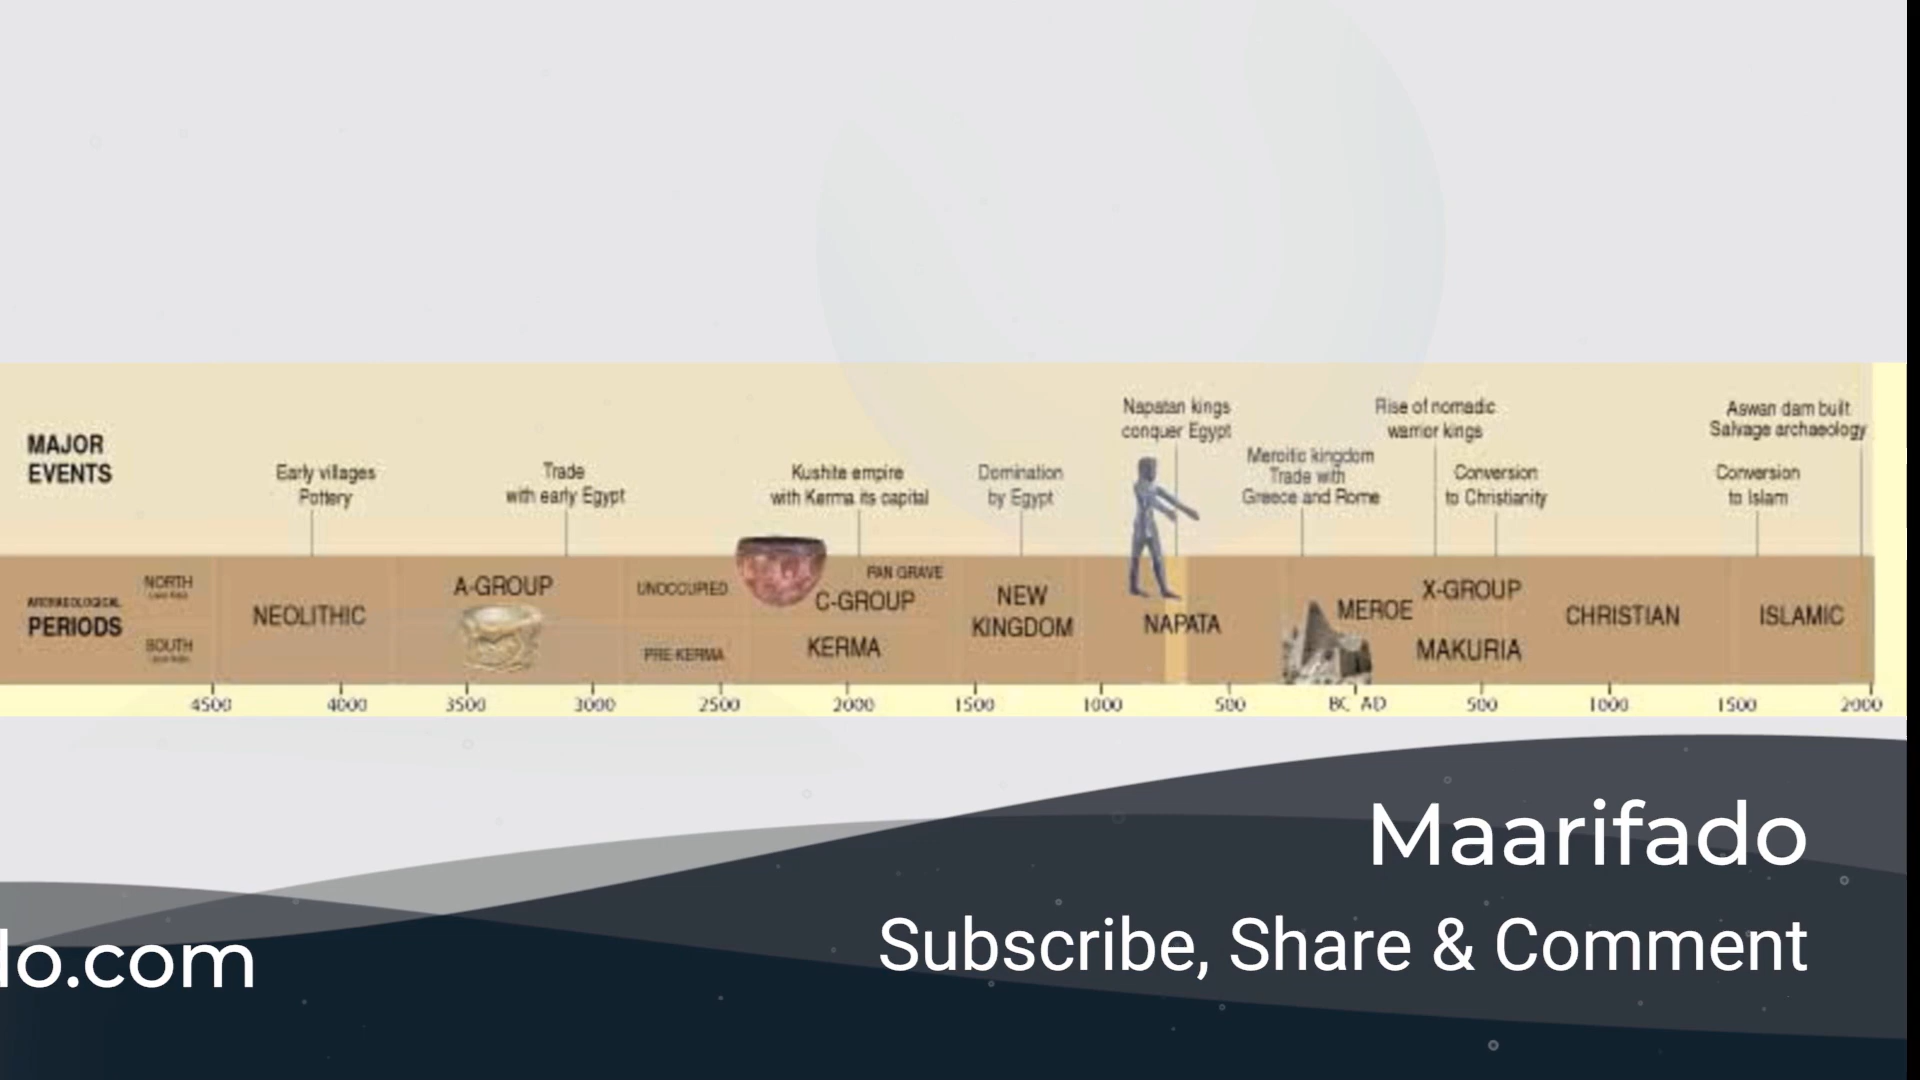 Napatan kings
conquer Egypt
Rise of nomadic
warrior kings
Aswan dam built
Salvage archaeology
MAJOR
EVENTS
Early villages
Pottery
Trade
with early Egypt
Kushite empire
with Kerma its capital
Domination
by Egypt
Meroitic kingdom
Trade with
Greece and Rome
Conversion
to Christianity
Conversion
to Islam
ARCHAEOLOGICAL
PERIODS
NORTH
SOUTH
NEOLITHIC
A-GROUP
UNOCCUPIED
PRE-KERMA
PAN GRAVE
C-GROUP
KERMA
NEW
KINGDOM
NAPATA
MEROE
X-GROUP
MAKURIA
CHRISTIAN
ISLAMIC
4500 4000 3500 3000 2500 2000 1500 1000 500 BC AD 500 1000 1500 2000
Maarifado
Subscribe, Share & Comment
do.com